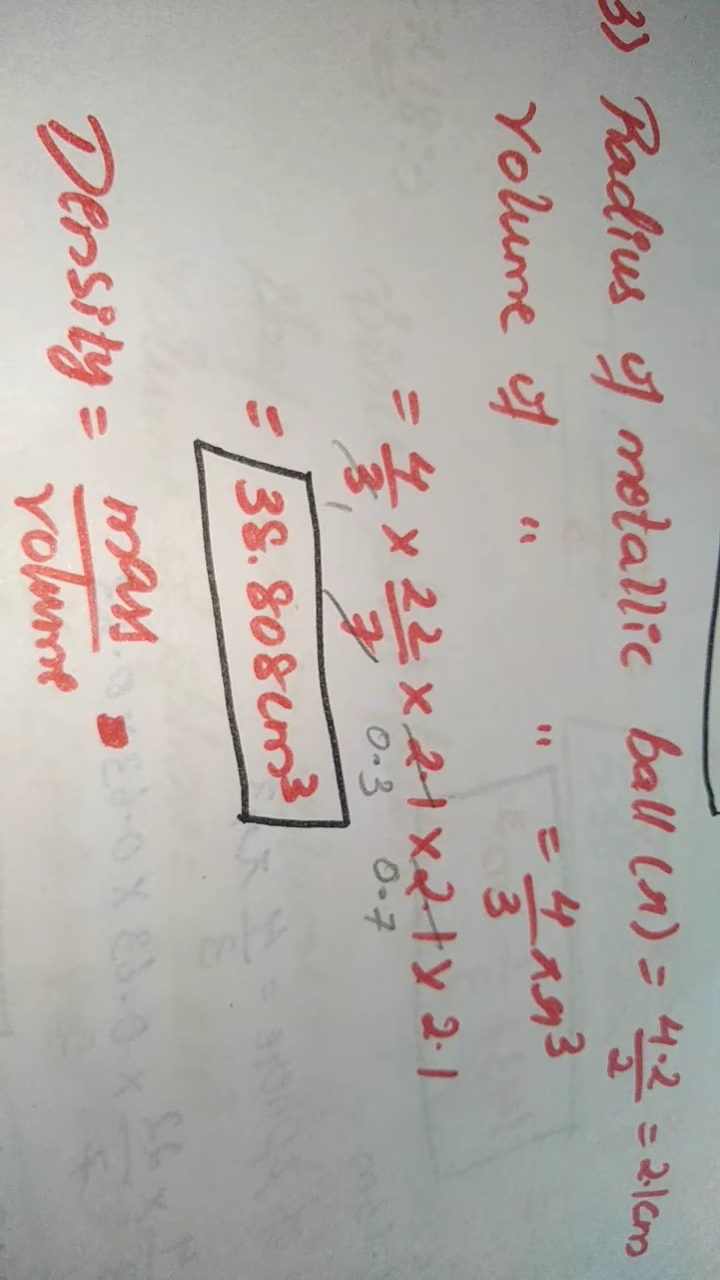 3) Radius of metallic ball (r) = 4.2/2 = 2.1cm
Volume of " " = 4/3 πr³
= 4/3 × 22/7 × 2.1 × 2.1 × 2.1
1 0.3 0.7
= 38.808cm³
Density = mass/volume